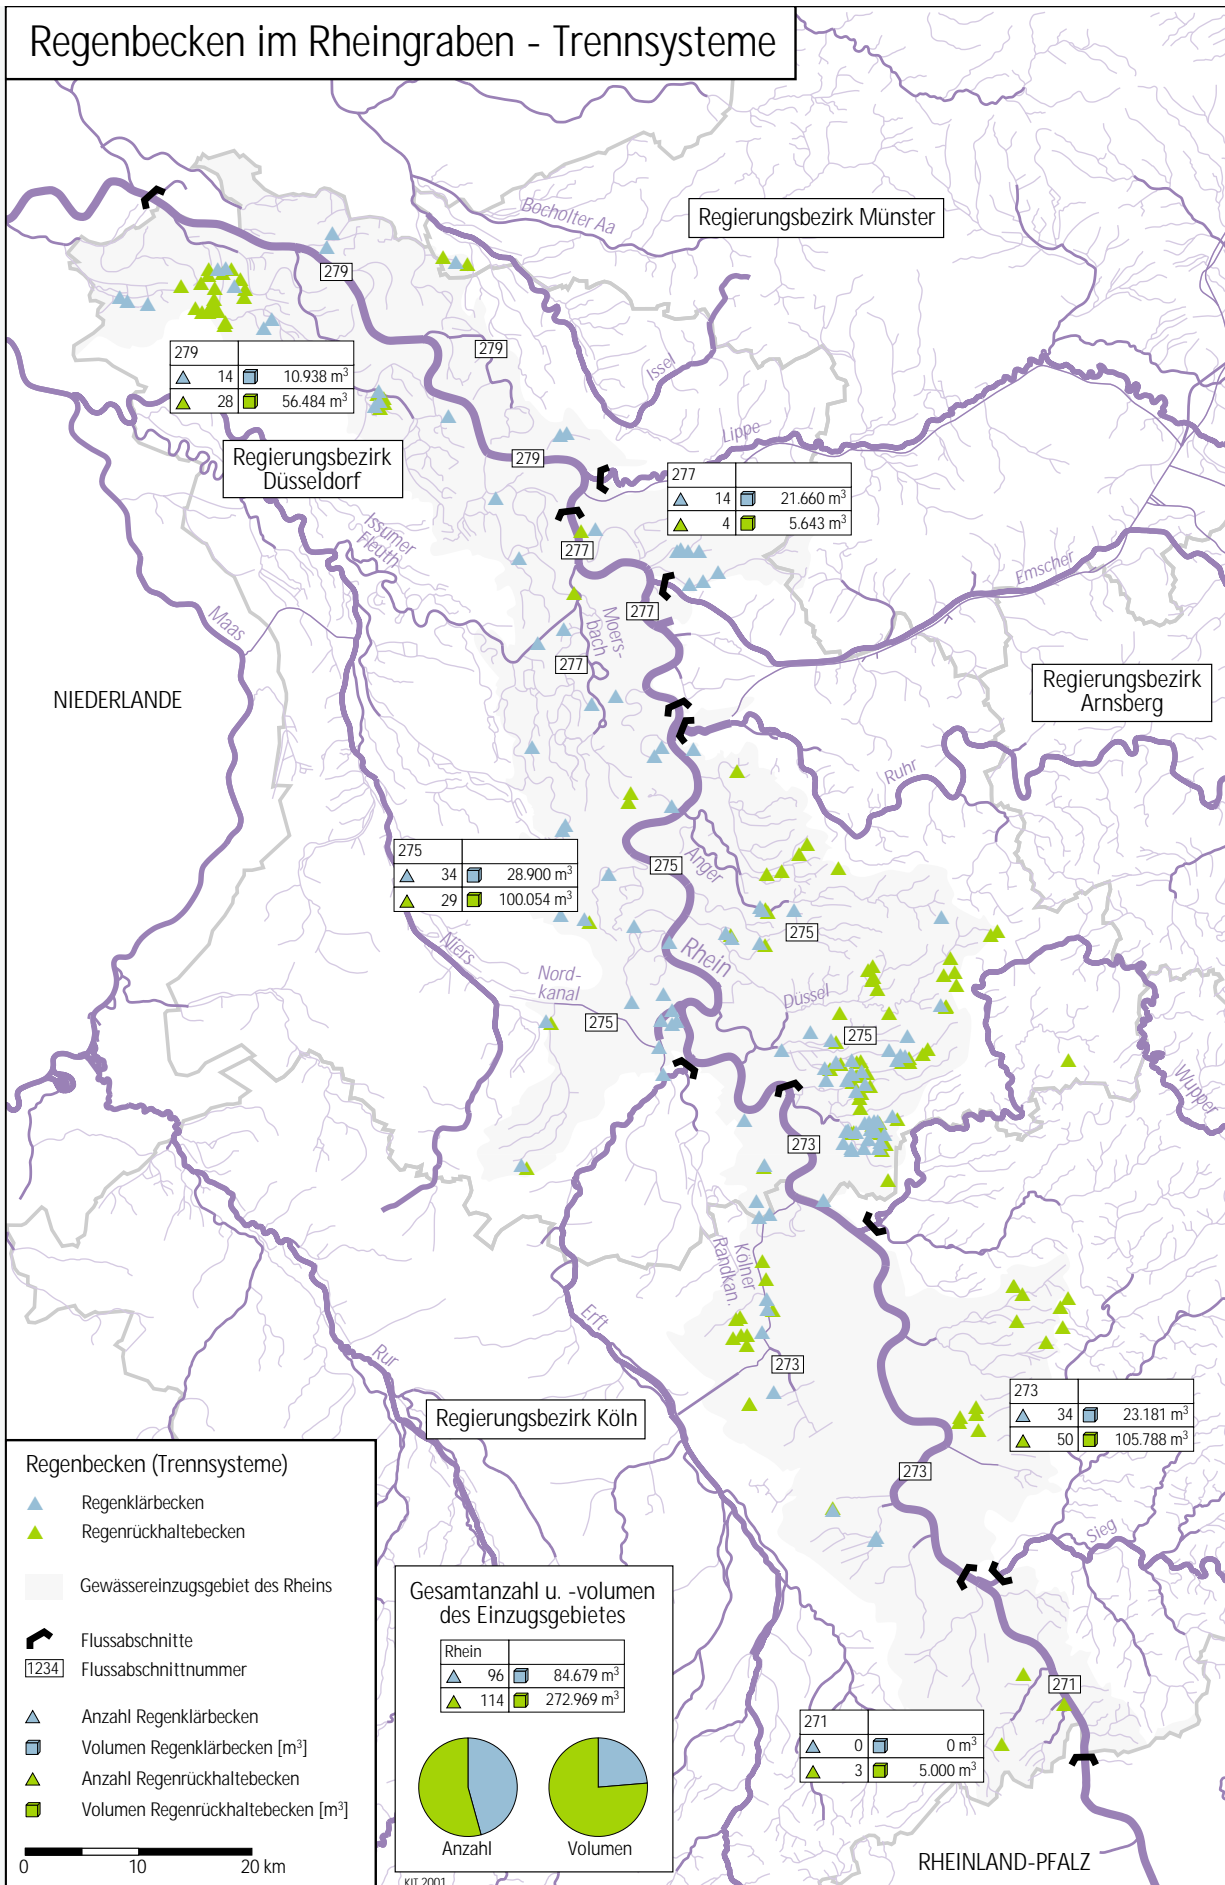 Regenbecken im Rheingraben - Trennsysteme
Bocholter Aa
Regierungsbezirk Münster
279
279
Issel
279
14 10.938 m³
28 56.484 m³
Lippe
Regierungsbezirk
Düsseldorf
279
277
14 21.660 m³
4 5.643 m³
Issumer
Fleuth
277
Emscher
Maas
277
Moers-
bach
277
NIEDERLANDE
Regierungsbezirk
Arnsberg
Ruhr
275
34 28.900 m³
29 100.054 m³
275
Anger
275
Niers
Rhein
Nord-
kanal
Düssel
275
275
Wupper
273
Kölner
Randkan.
Erft
Rur
273
273
34 23.181 m³
50 105.788 m³
Regierungsbezirk Köln
273
Sieg
271
271
0 0 m³
3 5.000 m³
RHEINLAND-PFALZ
Regenbecken (Trennsysteme)
Regenklärbecken
Regenrückhaltebecken
Gewässereinzugsgebiet des Rheins
Flussabschnitte
1234 Flussabschnittnummer
Anzahl Regenklärbecken
Volumen Regenklärbecken [m³]
Anzahl Regenrückhaltebecken
Volumen Regenrückhaltebecken [m³]
0 10 20 km
Gesamtanzahl u. -volumen
des Einzugsgebietes
Rhein
96 84.679 m³
114 272.969 m³
Anzahl Volumen
KIT 2001